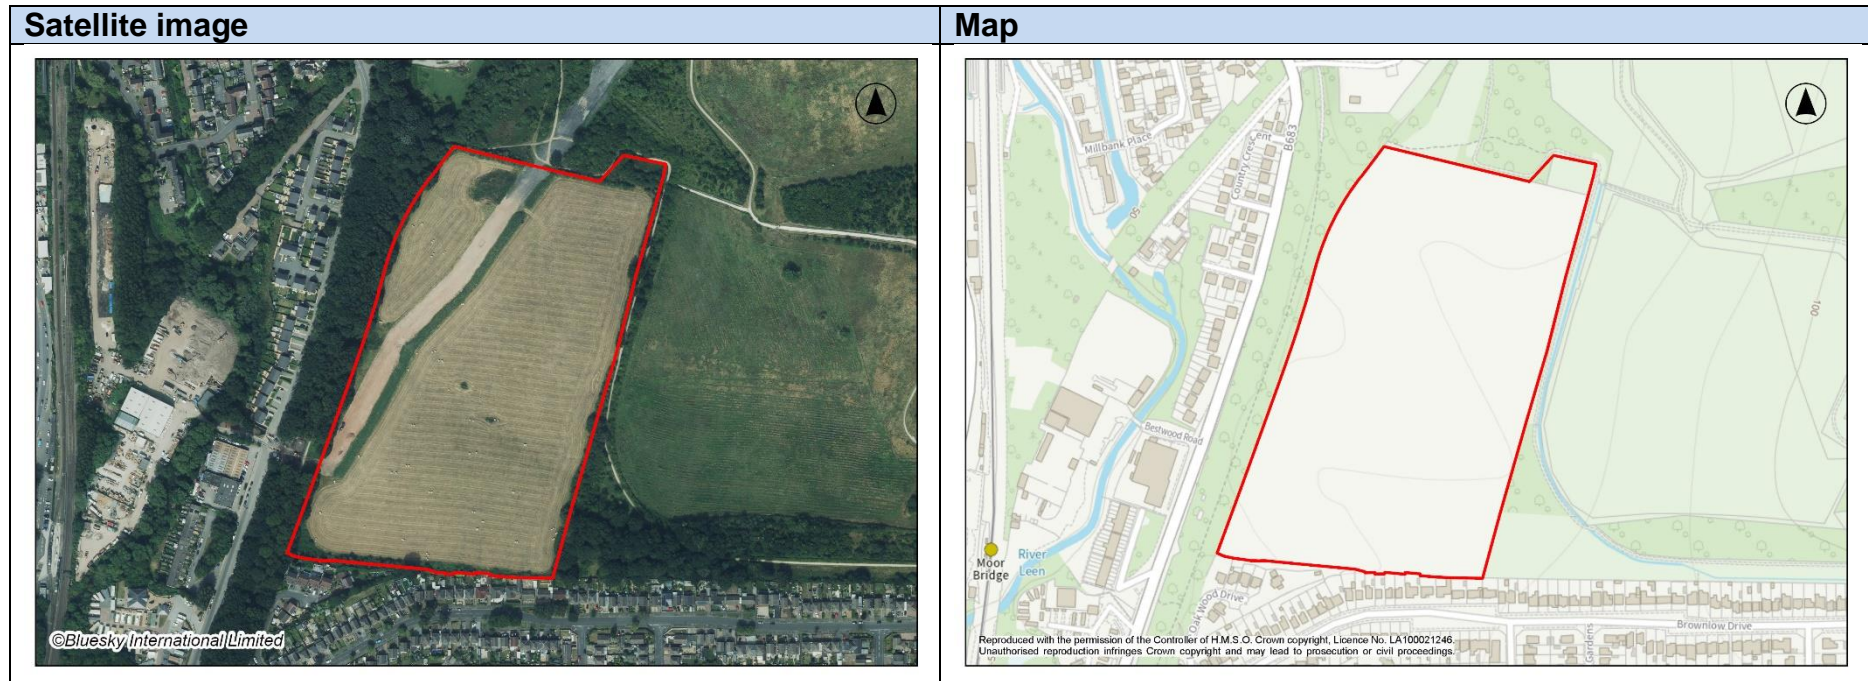 Satellite image
Map
©Bluesky International Limited
Millbank Place
Country Crescent
B683
50
100
Bestwood Road
Moor
Bridge
River
Leen
Oak Wood Drive
Brownlow Drive
Gardens
Reproduced with the permission of the Controller of H.M.S.O. Crown copyright, Licence No. LA100021246.
Unauthorised reproduction infringes Crown copyright and may lead to prosecution or civil proceedings.